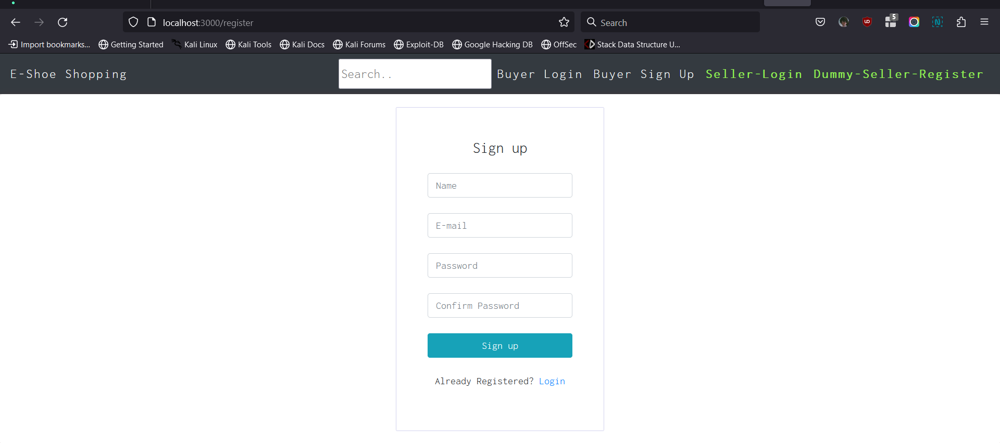 localhost:3000/register
Search
5
Import bookmarks... Getting Started Kali Linux Kali Tools Kali Docs Kali Forums Exploit-DB Google Hacking DB OffSec Stack Data Structure U...
E-Shoe Shopping Search.. Buyer Login Buyer Sign Up Seller-Login Dummy-Seller-Register
Sign up
Name
E-mail
Password
Confirm Password
Sign up
Already Registered? Login